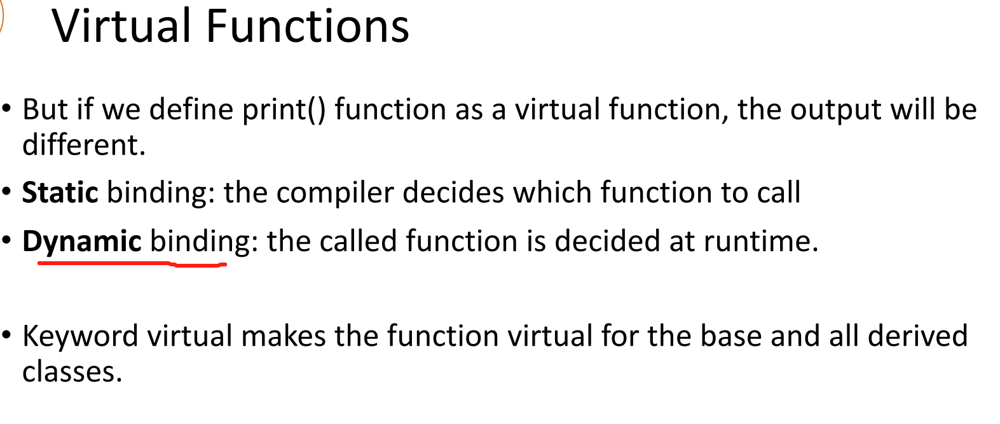 Virtual Functions
• But if we define print() function as a virtual function, the output will be
different.
• Static binding: the compiler decides which function to call
• Dynamic binding: the called function is decided at runtime.
• Keyword virtual makes the function virtual for the base and all derived
classes.